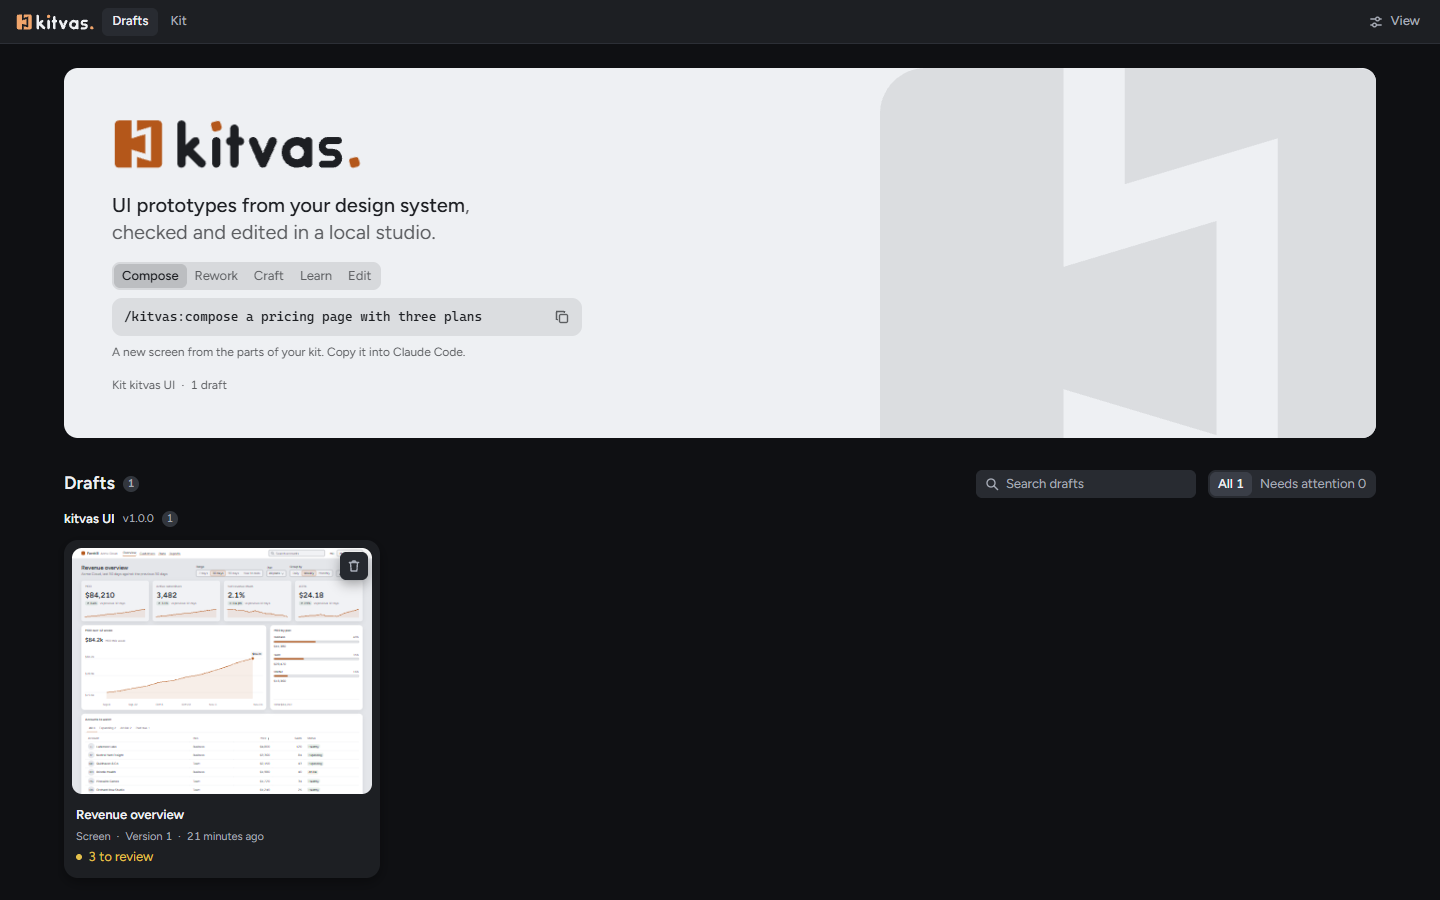 kitvas.
Drafts
Kit
View
kitvas.
UI prototypes from your design system,
checked and edited in a local studio.
Compose
Rework
Craft
Learn
Edit
/kitvas:compose a pricing page with three plans
A new screen from the parts of your kit. Copy it into Claude Code.
Kit kitvas UI · 1 draft
Drafts 1
Search drafts
All 1
Needs attention 0
kitvas UI v1.0.0 1
Revenue overview
$84,210
3,482
2.1%
$24.18
$84.2k
Revenue overview
Screen · Version 1 · 21 minutes ago
3 to review